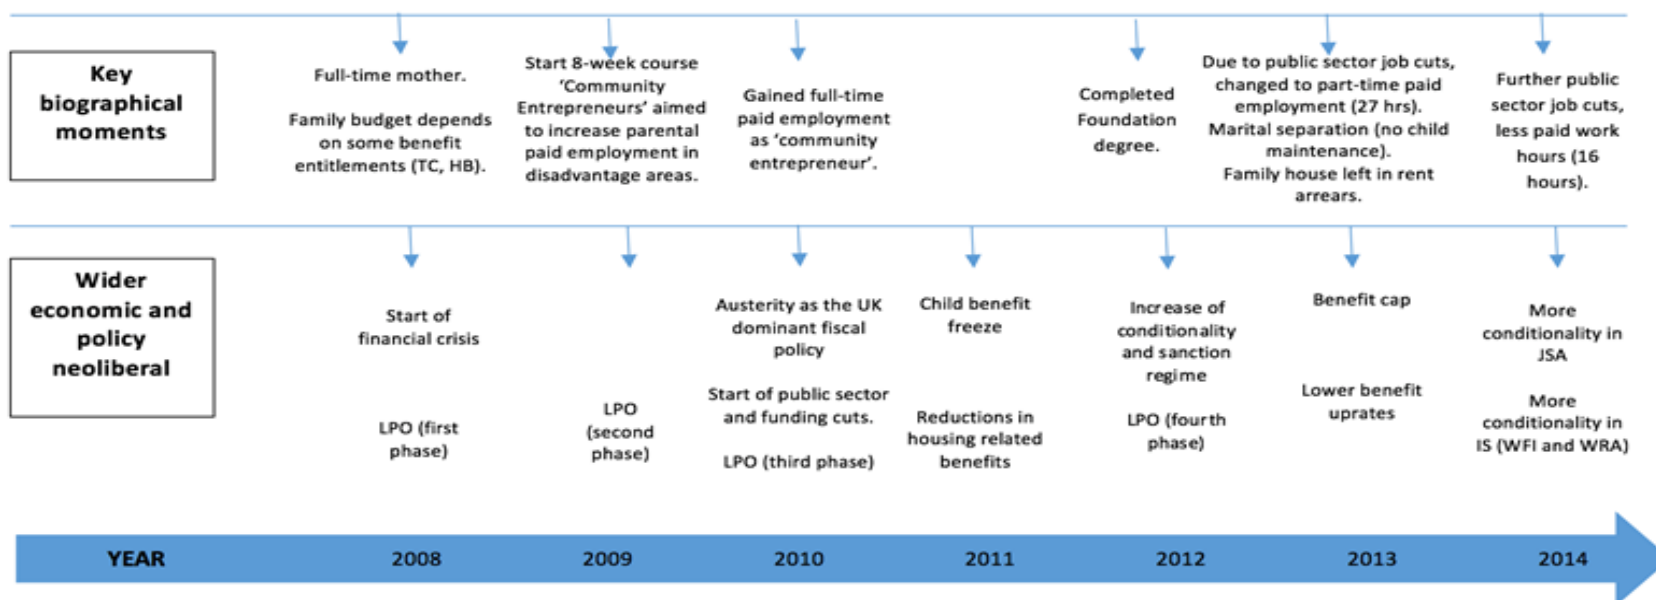 Key
biographical
moments
Full-time mother.
Family budget depends
on some benefit
entitlements (TC, HB).
Start 8-week course
‘Community
Entrepreneurs’ aimed
to increase parental
paid employment in
disadvantage areas.
Gained full-time
paid employment
as ‘community
entrepreneur’.
Completed
Foundation
degree.
Due to public sector job cuts,
changed to part-time paid
employment (27 hrs).
Marital separation (no child
maintenance).
Family house left in rent
arrears.
Further public
sector job cuts,
less paid work
hours (16
hours).
Wider
economic and
policy
neoliberal
Start of
financial crisis
LPO (first
phase)
LPO
(second
phase)
Austerity as the UK
dominant fiscal
policy
Start of public sector
and funding cuts.
LPO (third phase)
Child benefit
freeze
Reductions in
housing related
benefits
Increase of
conditionality
and sanction
regime
LPO (fourth
phase)
Benefit cap
Lower benefit
uprates
More
conditionality in
JSA
More
conditionality in
IS (WFI and WRA)
YEAR 2008 2009 2010 2011 2012 2013 2014